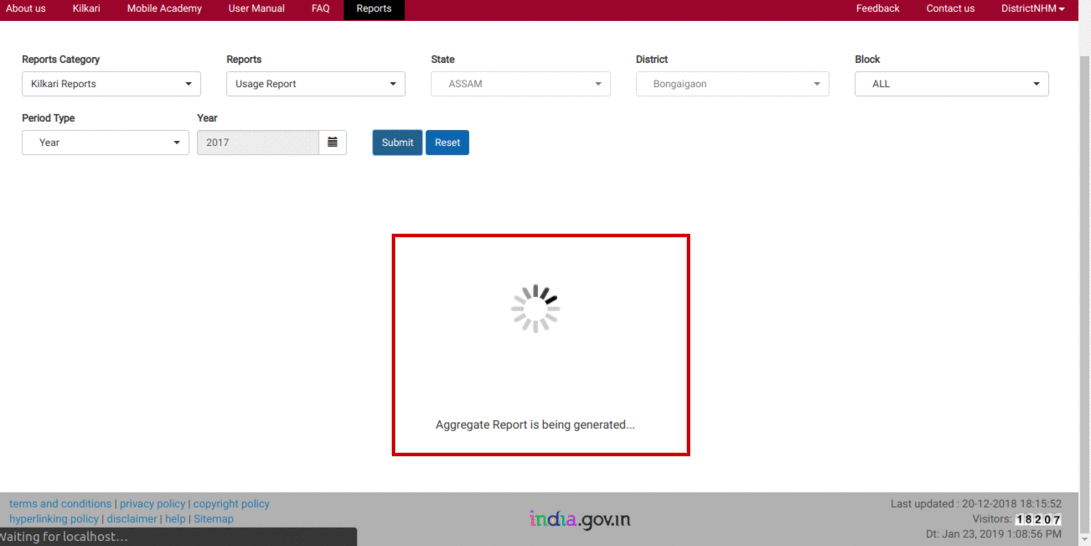 About us Kilkari Mobile Academy User Manual FAQ Reports Feedback Contact us DistrictNHM
Reports Category Reports State District Block
Kilkari Reports Usage Report ASSAM Bongaigaon ALL
Period Type Year
Year 2017 Submit Reset
Aggregate Report is being generated...
terms and conditions | privacy policy | copyright policy
hyperlinking policy | disclaimer | help | Sitemap
india.gov.in
Last updated : 20-12-2018 18:15:52
Visitors: 18207
Dt: Jan 23, 2019 1:08:56 PM
Waiting for localhost...